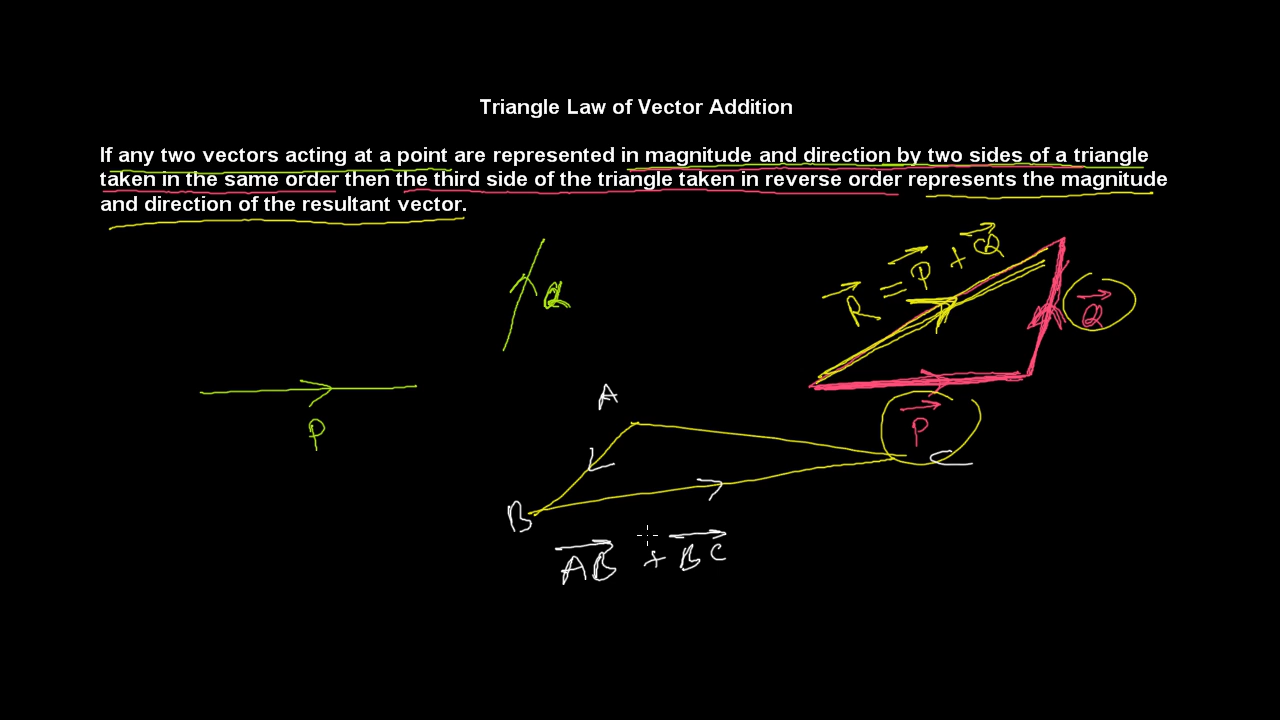 Triangle Law of Vector Addition
If any two vectors acting at a point are represented in magnitude and direction by two sides of a triangle
taken in the same order then the third side of the triangle taken in reverse order represents the magnitude
and direction of the resultant vector.
Q
P
R = P + Q
Q
P
A
B
C
AB + BC